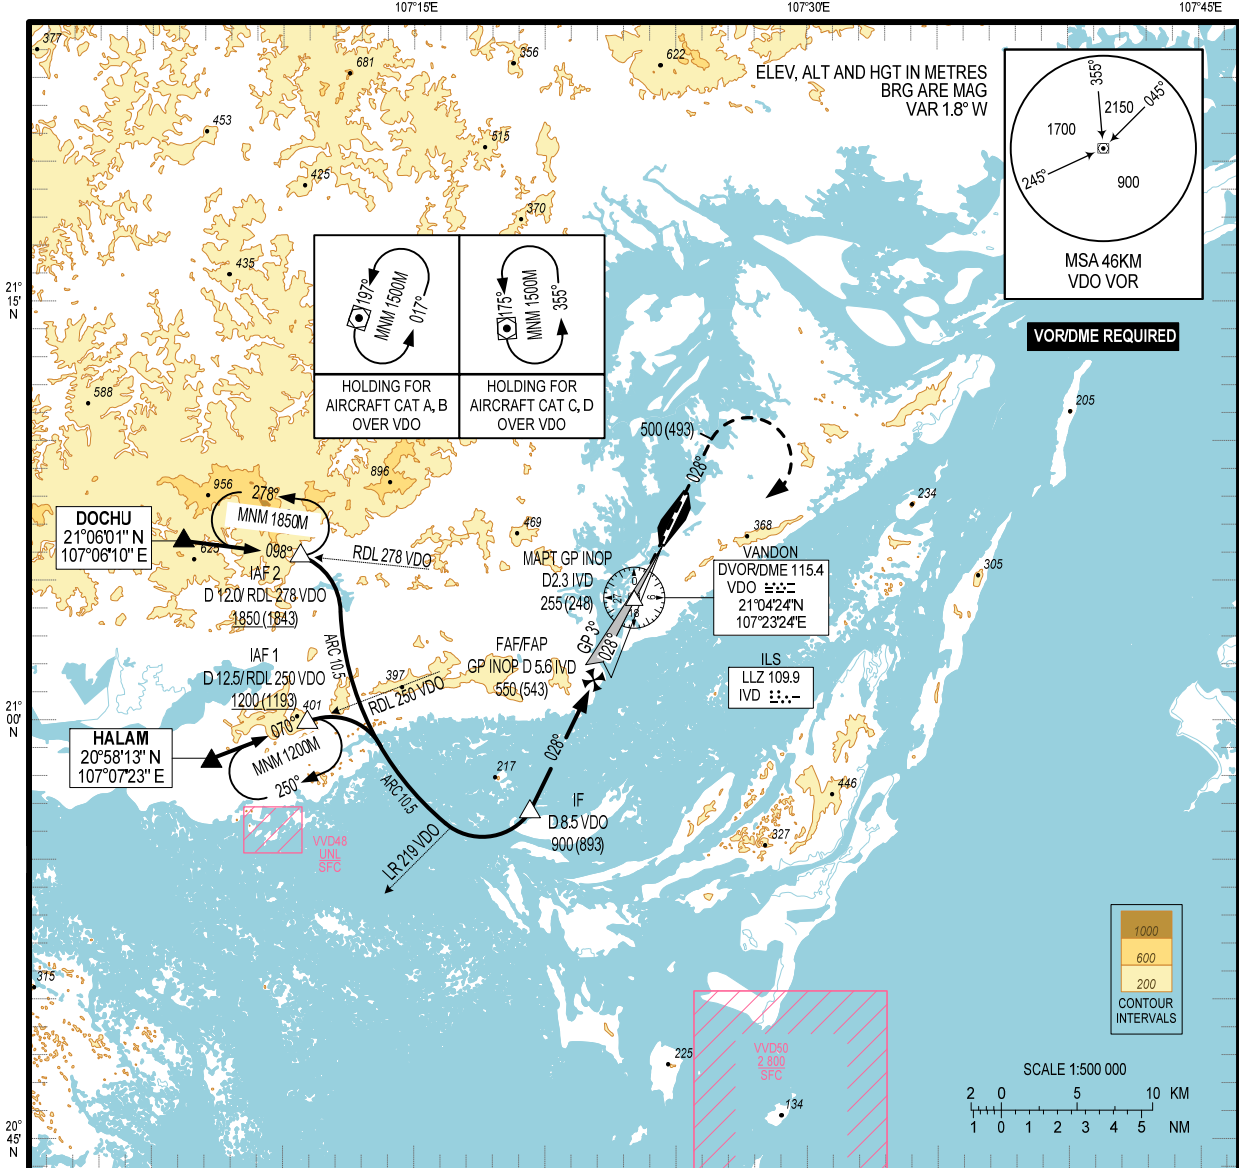 107°15'E
107°30'E
107°45'E
377
681
356
622
453
515
425
370
435
588
ELEV, ALT AND HGT IN METRES
BRG ARE MAG
VAR 1.8° W
355°
045°
2150
1700
245°
900
MSA 46KM
VDO VOR
VOR/DME REQUIRED
21°
15'
N
197°
MNM 1500M
017°
175°
MNM 1500M
355°
HOLDING FOR
AIRCRAFT CAT A, B
OVER VDO
HOLDING FOR
AIRCRAFT CAT C, D
OVER VDO
205
500 (493)
028°
896
956
278°
MNM 1850M
098°
234
469
368
305
625
DOCHU
21°06'01" N
107°06'10" E
RDL 278 VDO
IAF 2
D 12.0/ RDL 278 VDO
1850 (1843)
MAPT GP INOP
D2.3 IVD
255 (248)
0
9
18
27
VANDON
DVOR/DME 115.4
VDO
21°04'24"N
107°23'24"E
GP 3°
028°
ARC 10.5
IAF 1
D 12.5/ RDL 250 VDO
1200 (1193)
FAF/FAP
GP INOP D 5.6 IVD
550 (543)
ILS
LLZ 109.9
IVD
397
RDL 250 VDO
401
070°
MNM 1200M
250°
21°
00'
N
HALAM
20°58'13" N
107°07'23" E
028°
217
ARC 10.5
446
327
IF
D 8.5 VDO
900 (893)
LR 219 VDO
VVD48
UNL
SFC
315
225
VVD50
2 800
SFC
134
1000
600
200
CONTOUR
INTERVALS
SCALE 1:500 000
2 0 5 10 KM
1 0 1 2 3 4 5 NM
20°
45'
N